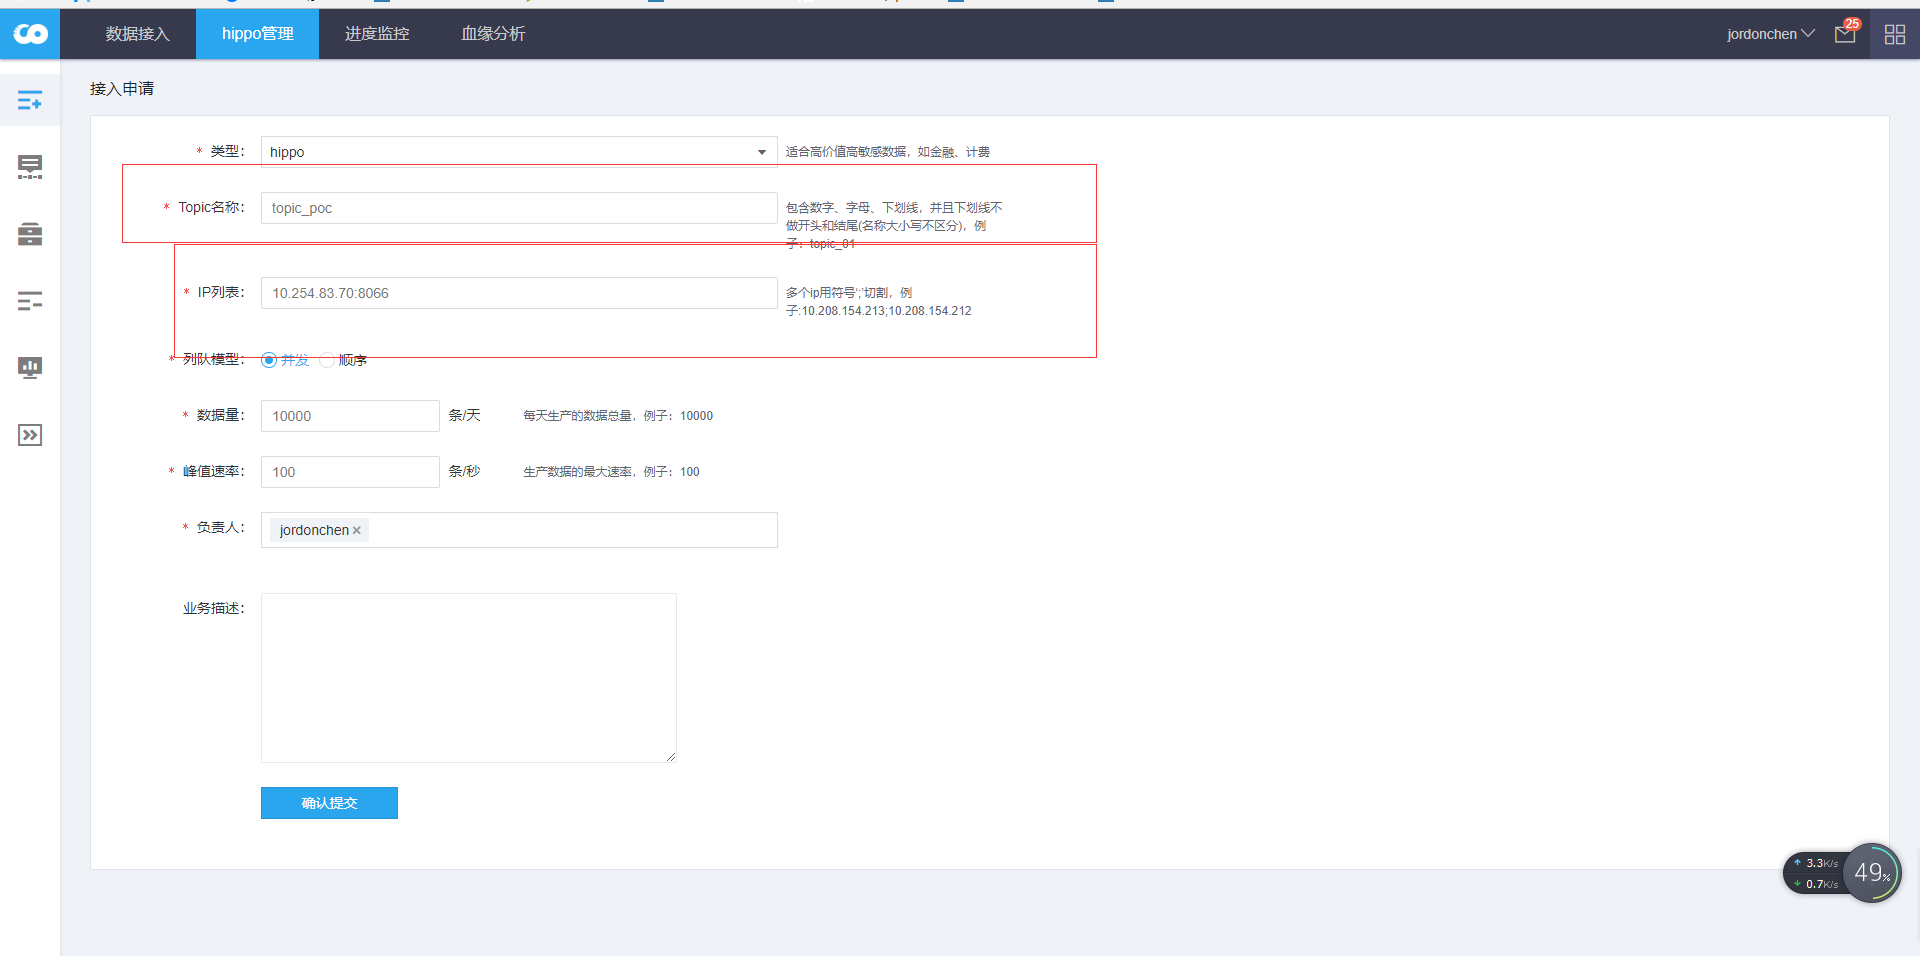 数据接入
hippo管理
进度监控
血缘分析
jordonchen
25
接入申请
* 类型：
hippo
适合高价值高敏感数据，如金融、计费
* Topic名称：
topic_poc
包含数字、字母、下划线，并且下划线不
做开头和结尾(名称大小写不区分)，例
子：topic_01
* IP列表：
10.254.83.70:8066
多个ip用符号';'切割，例
子:10.208.154.213;10.208.154.212
* 列队模型：
并发
顺序
* 数据量：
10000
条/天
每天生产的数据总量，例子：10000
* 峰值速率：
100
条/秒
生产数据的最大速率，例子：100
* 负责人：
jordonchen ×
业务描述：
确认提交
3.3K/s
0.7K/s
49%